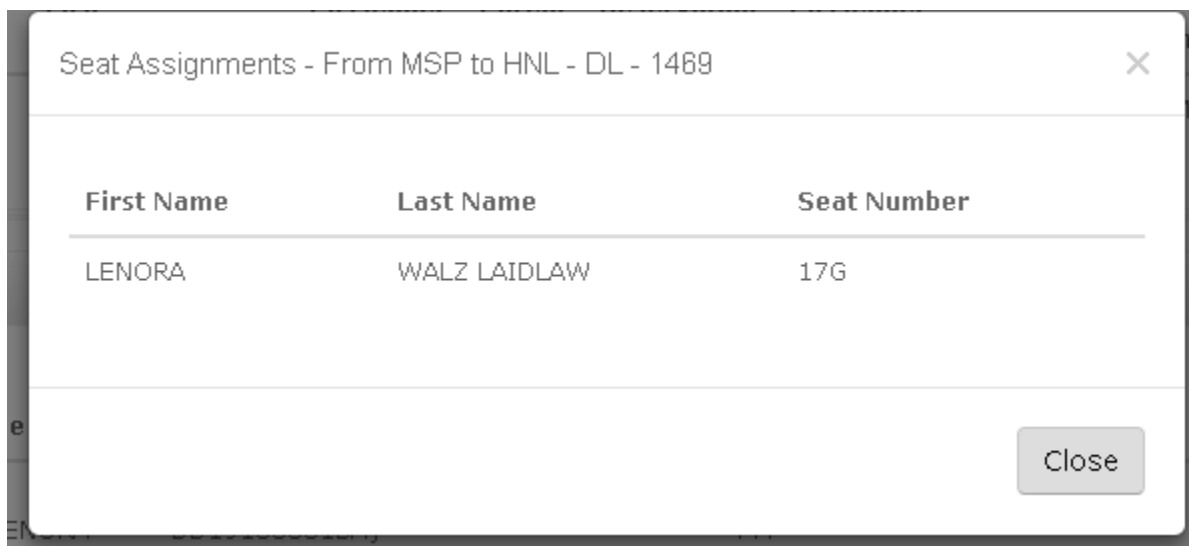 Seat Assignments - From MSP to HNL - DL - 1469 ×
First Name Last Name Seat Number
LENORA WALZ LAIDLAW 17G
Close